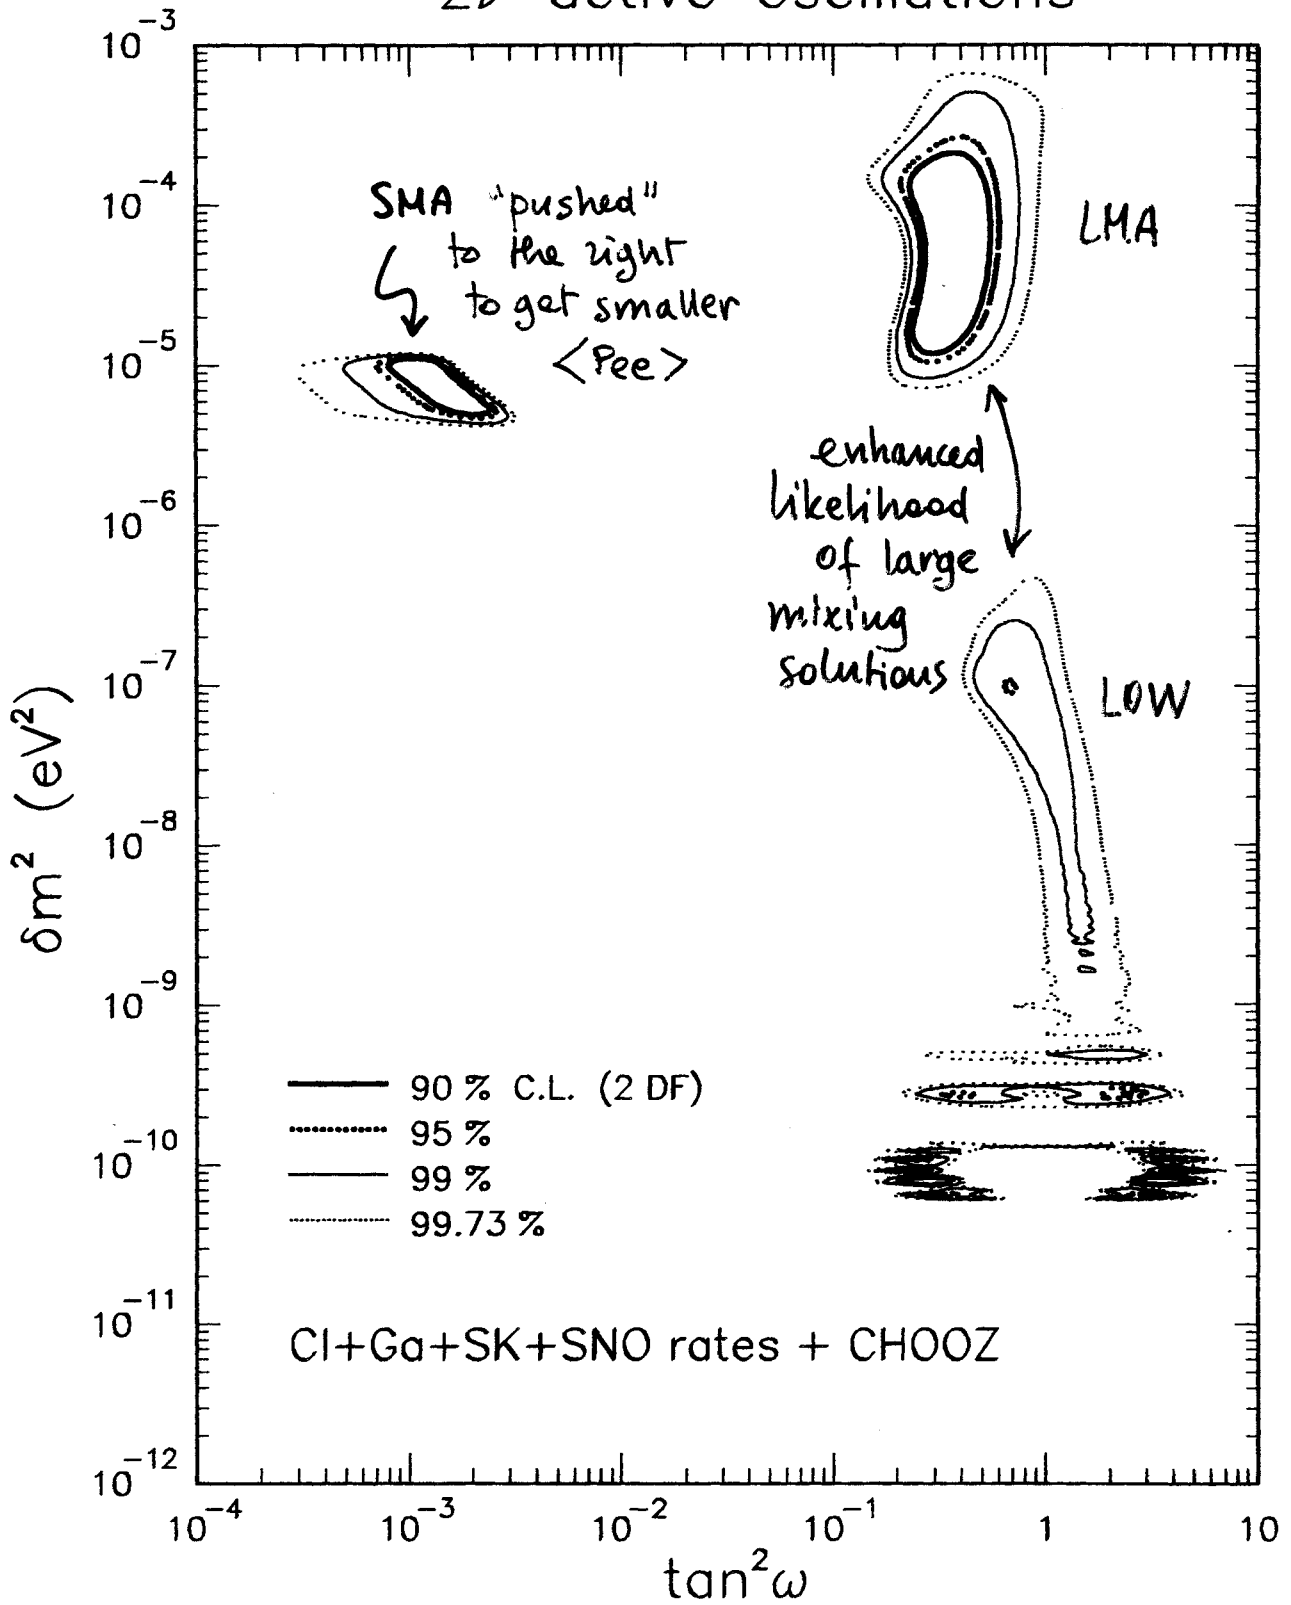 2ν active oscillations
10⁻³
10⁻⁴
10⁻⁵
10⁻⁶
10⁻⁷
10⁻⁸
10⁻⁹
10⁻¹⁰
10⁻¹¹
10⁻¹²
δm² (eV²)
SMA "pushed"
to the right
to get smaller
<Pee>
LMA
enhanced
likelihood
of large
mixing
solutions
LOW
90 % C.L. (2 DF)
95 %
99 %
99.73 %
Cl+Ga+SK+SNO rates + CHOOZ
10⁻⁴ 10⁻³ 10⁻² 10⁻¹ 1 10
tan²ω